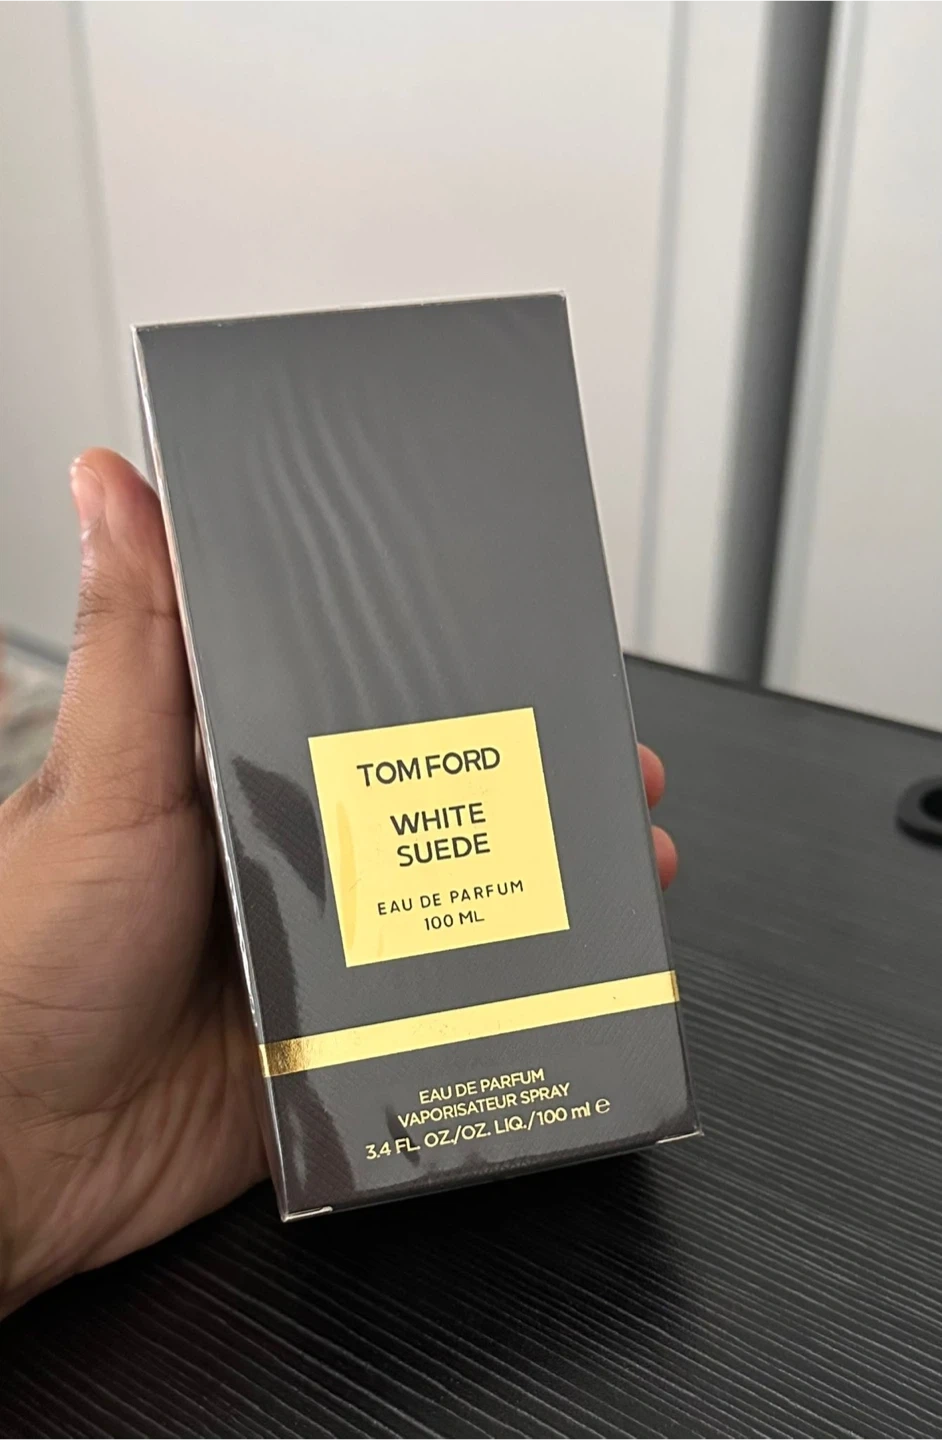 TOM FORD
WHITE
SUEDE
EAU DE PARFUM
100 ML
EAU DE PARFUM
VAPORISATEUR SPRAY
3.4 FL. OZ./OZ. LIQ./100 ml ℮